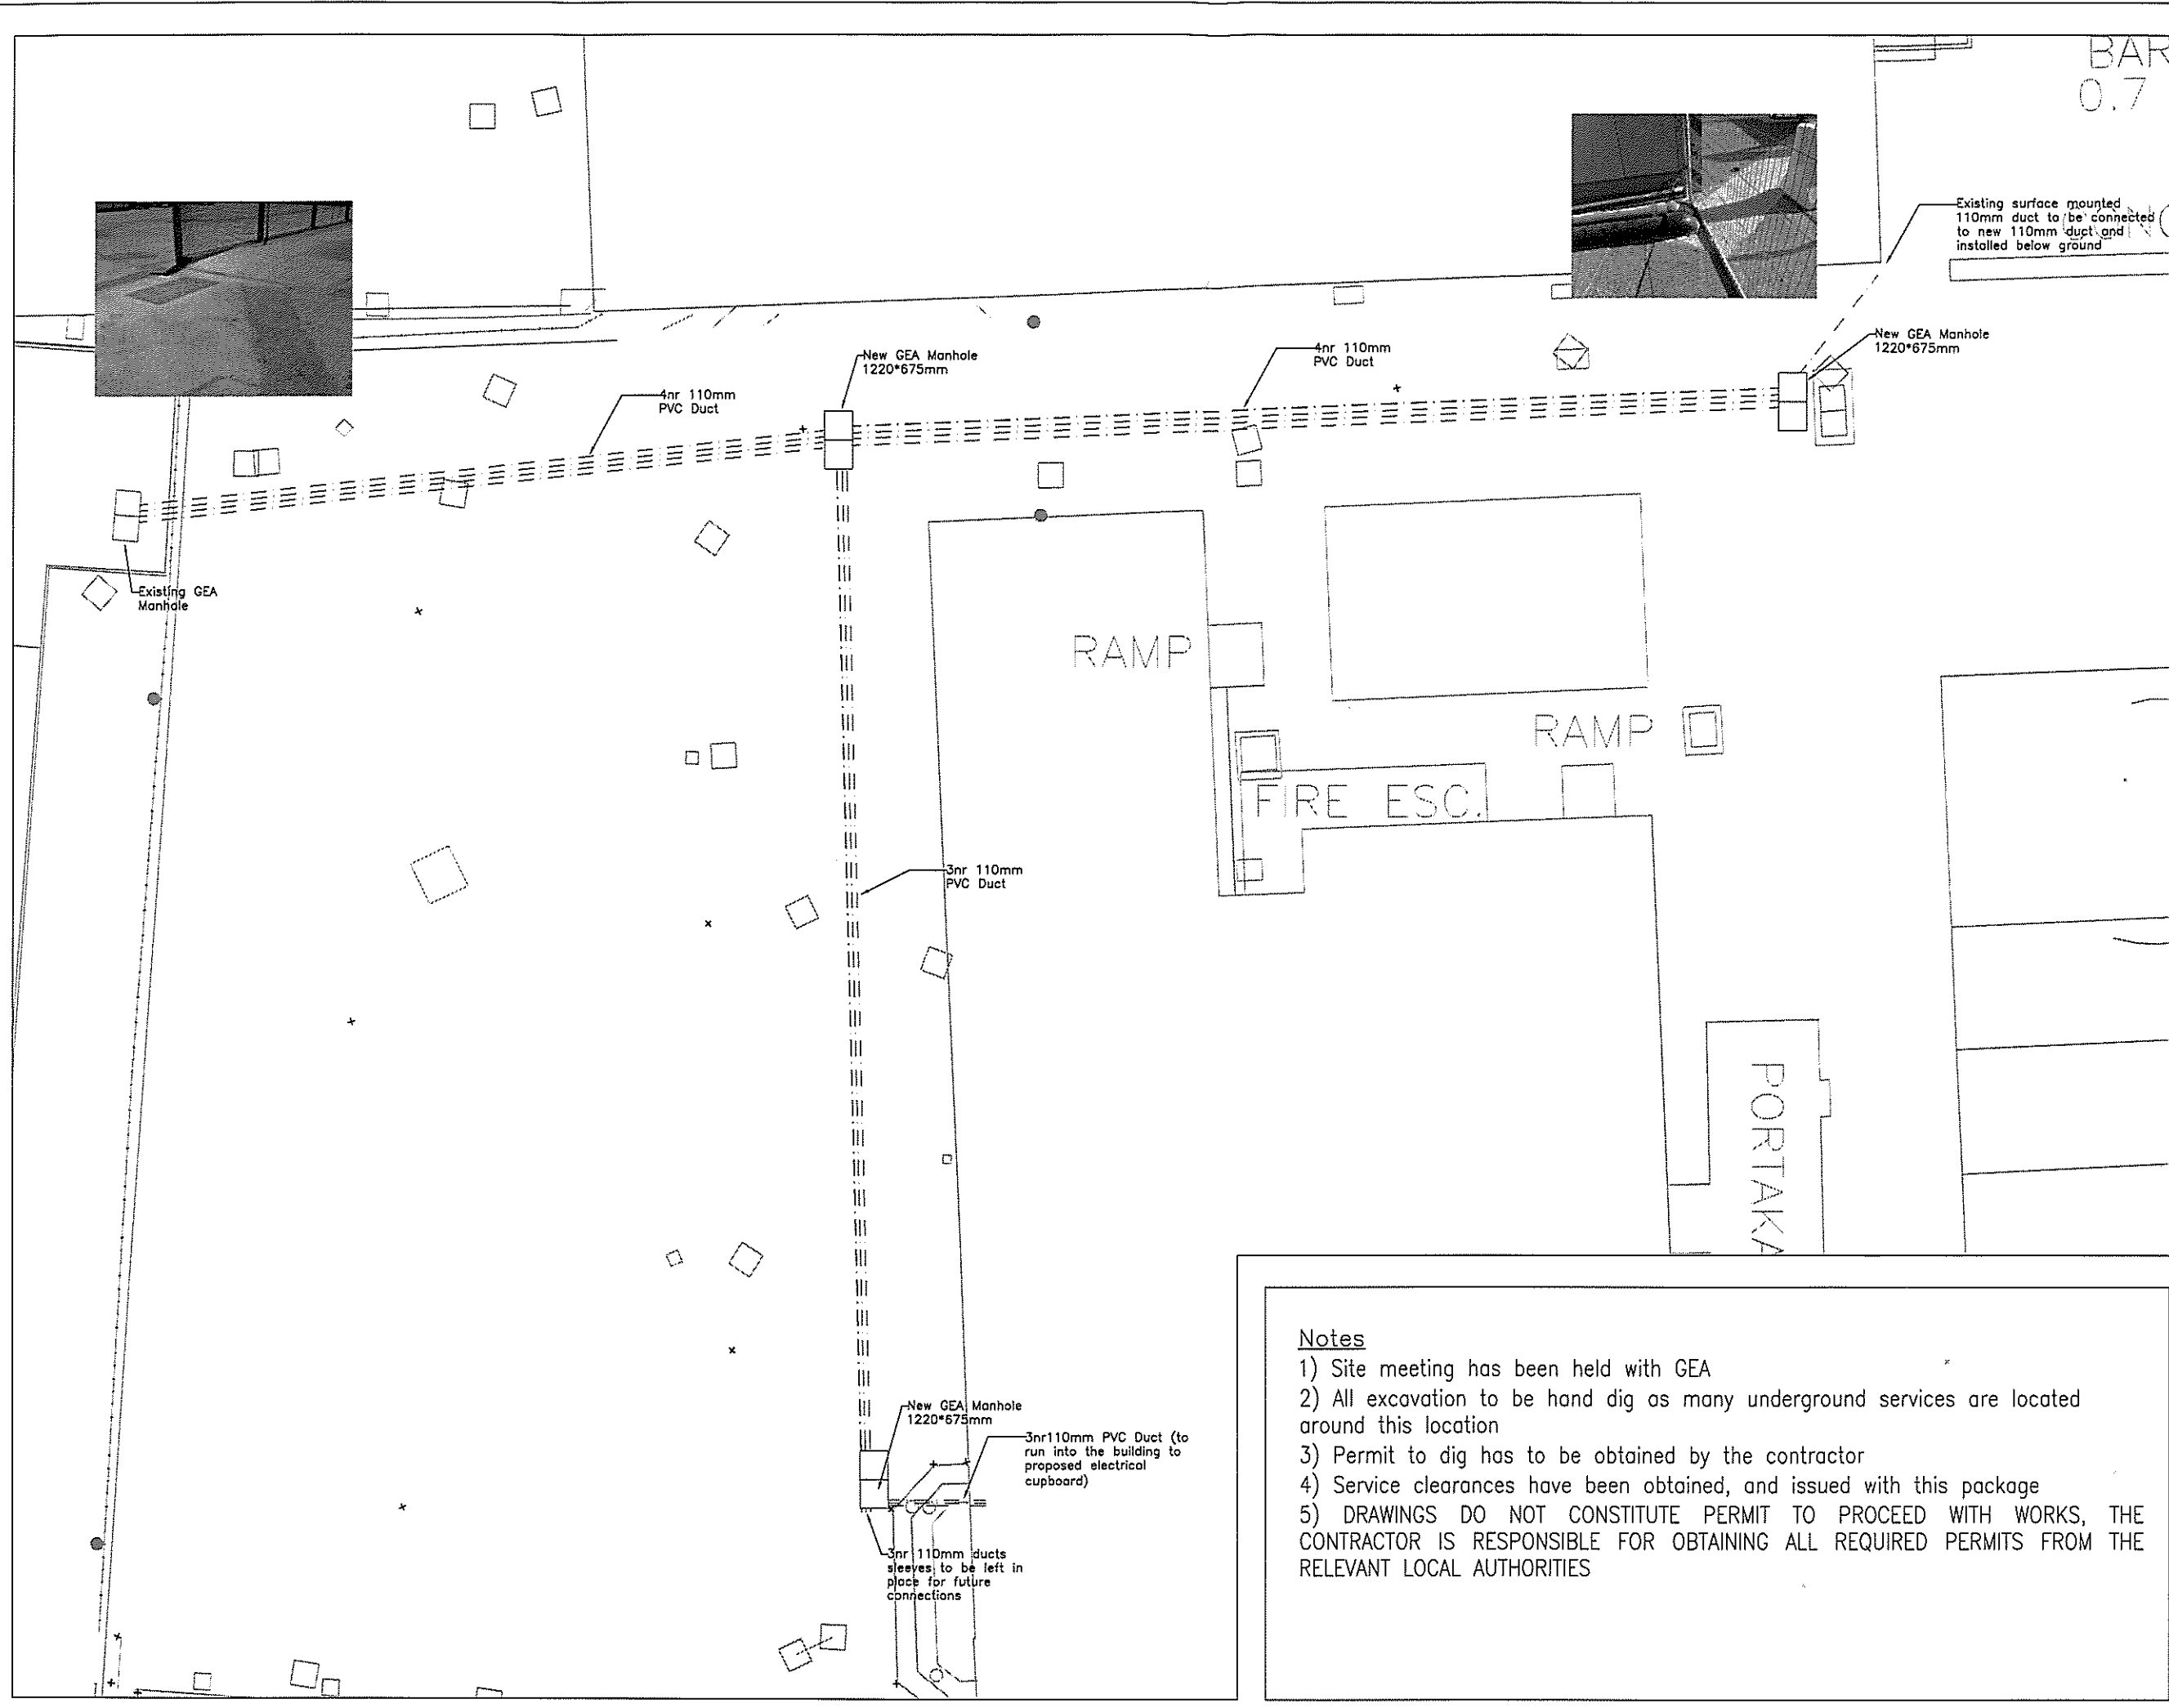 BAR
0.7
Existing surface mounted
110mm duct to be connected
to new 110mm duct and
installed below ground
New GEA Manhole
1220*675mm
4nr 110mm
PVC Duct
New GEA Manhole
1220*675mm
4nr 110mm
PVC Duct
Existing GEA
Manhole
RAMP
RAMP
FIRE ESC.
3nr 110mm
PVC Duct
PORTAKA
New GEA Manhole
1220*675mm
3nr110mm PVC Duct (to
run into the building to
proposed electrical
cupboard)
3nr 110mm ducts
sleeves to be left in
place for future
connections
Notes
1) Site meeting has been held with GEA
2) All excavation to be hand dig as many underground services are located
around this location
3) Permit to dig has to be obtained by the contractor
4) Service clearances have been obtained, and issued with this package
5) DRAWINGS DO NOT CONSTITUTE PERMIT TO PROCEED WITH WORKS, THE
CONTRACTOR IS RESPONSIBLE FOR OBTAINING ALL REQUIRED PERMITS FROM THE
RELEVANT LOCAL AUTHORITIES